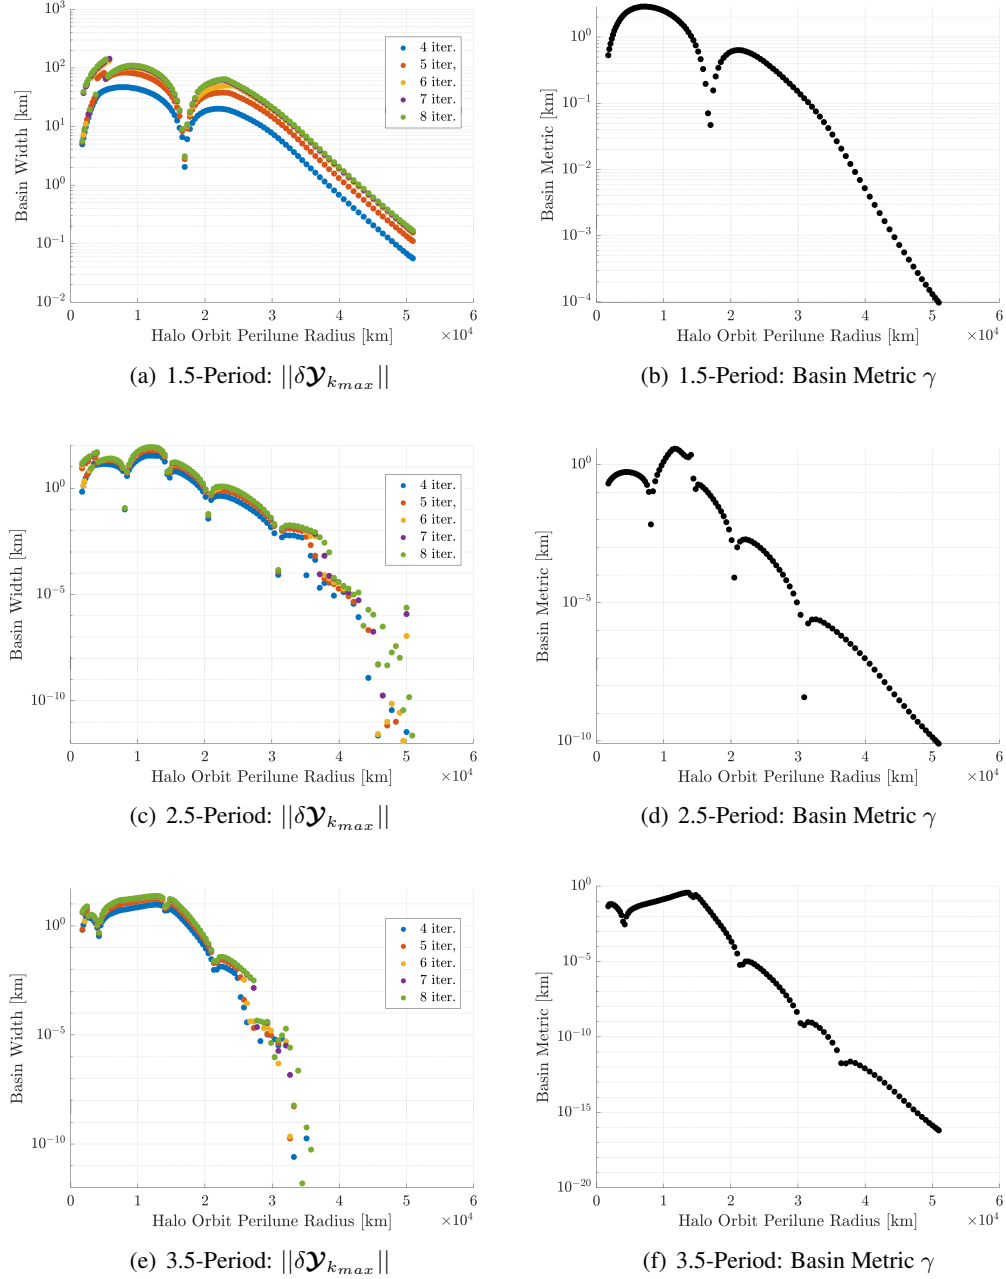 10^3
10^2
10^1
10^0
10^-1
10^-2
Basin Width [km]
4 iter.
5 iter,
6 iter.
7 iter.
8 iter.
0 1 2 3 4 5 6
Halo Orbit Perilune Radius [km] ×10^4
(a) 1.5-Period: ||δ𝓨_{k_{max}}||
10^0
10^-1
10^-2
10^-3
10^-4
Basin Metric [km]
0 1 2 3 4 5 6
Halo Orbit Perilune Radius [km] ×10^4
(b) 1.5-Period: Basin Metric γ
10^0
10^-5
10^-10
Basin Width [km]
4 iter.
5 iter,
6 iter.
7 iter.
8 iter.
0 1 2 3 4 5 6
Halo Orbit Perilune Radius [km] ×10^4
(c) 2.5-Period: ||δ𝓨_{k_{max}}||
10^0
10^-5
10^-10
Basin Metric [km]
0 1 2 3 4 5 6
Halo Orbit Perilune Radius [km] ×10^4
(d) 2.5-Period: Basin Metric γ
10^0
10^-5
10^-10
Basin Width [km]
4 iter.
5 iter,
6 iter.
7 iter.
8 iter.
0 1 2 3 4 5 6
Halo Orbit Perilune Radius [km] ×10^4
(e) 3.5-Period: ||δ𝓨_{k_{max}}||
10^0
10^-5
10^-10
10^-15
10^-20
Basin Metric [km]
0 1 2 3 4 5 6
Halo Orbit Perilune Radius [km] ×10^4
(f) 3.5-Period: Basin Metric γ